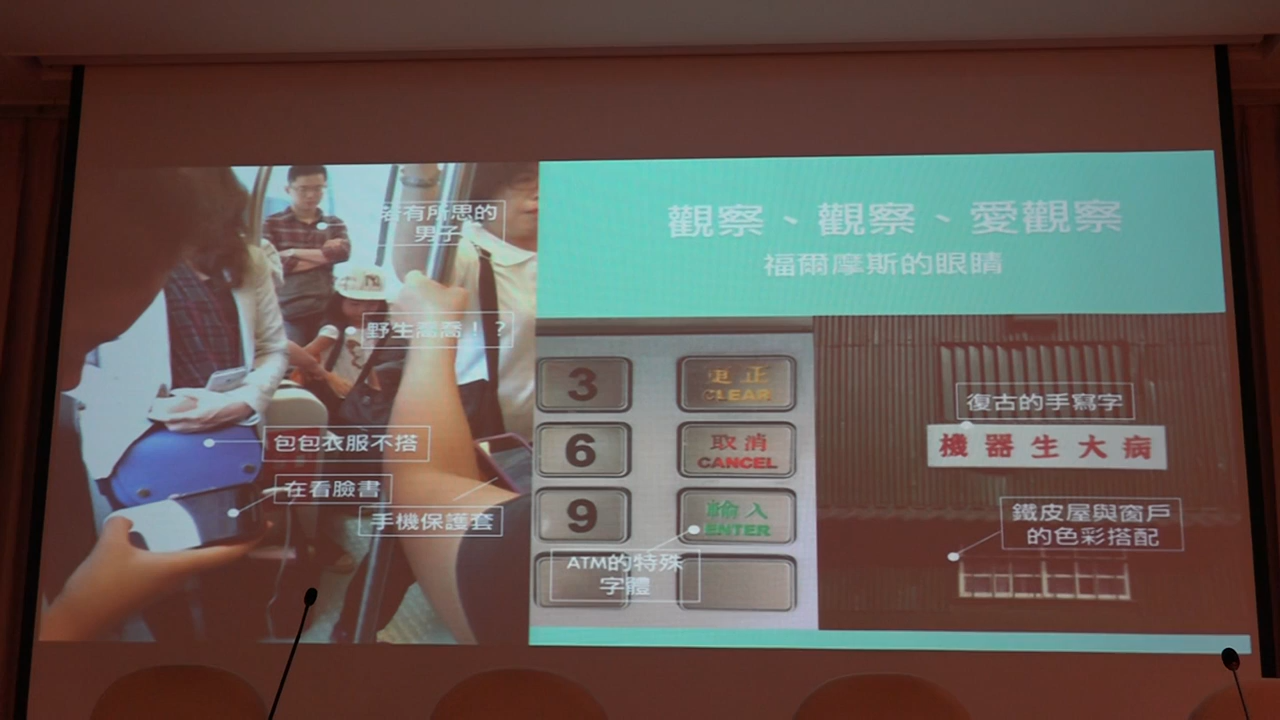 觀察、觀察、愛觀察
福爾摩斯的眼睛
若有所思的
男子
野生喬喬！？
包包衣服不搭
在看臉書
手機保護套
3
更正
CLEAR
6
取消
CANCEL
9
輸入
ENTER
ATM的特殊
字體
復古的手寫字
機器生大病
鐵皮屋與窗戶
的色彩搭配